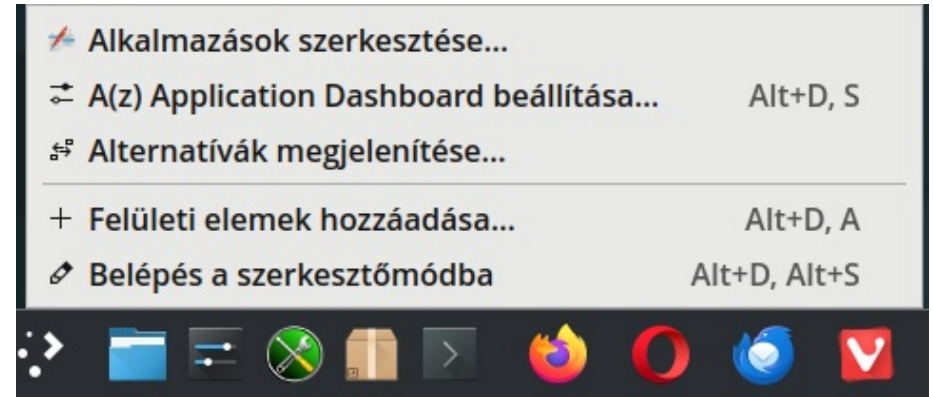 Alkalmazások szerkesztése...
A(z) Application Dashboard beállítása... Alt+D, S
Alternatívák megjelenítése...
Felületi elemek hozzáadása... Alt+D, A
Belépés a szerkesztőmódba Alt+D, Alt+S